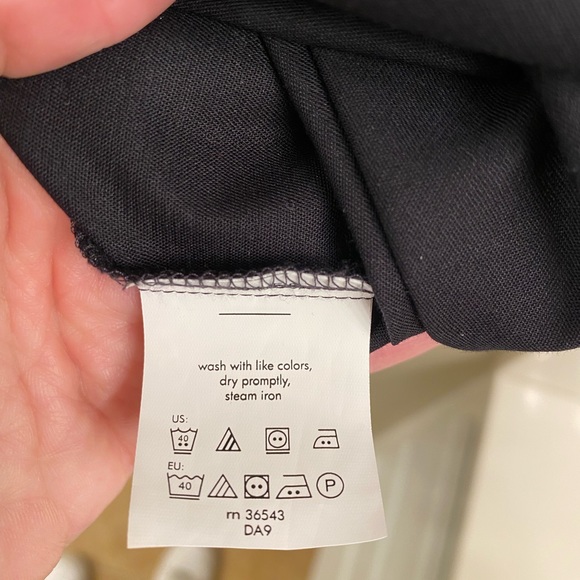 wash with like colors,
dry promptly,
steam iron
US:
40
EU:
40 P
rn 36543
DA9